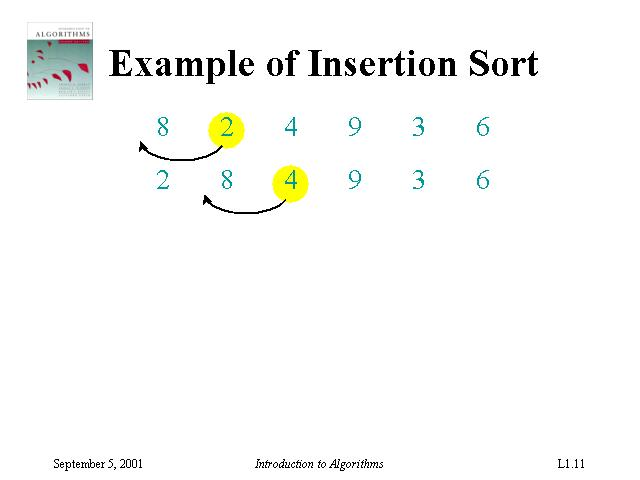 ALGORITHMS
Example of Insertion Sort
8 2 4 9 3 6
2 8 4 9 3 6
September 5, 2001 Introduction to Algorithms L1.11